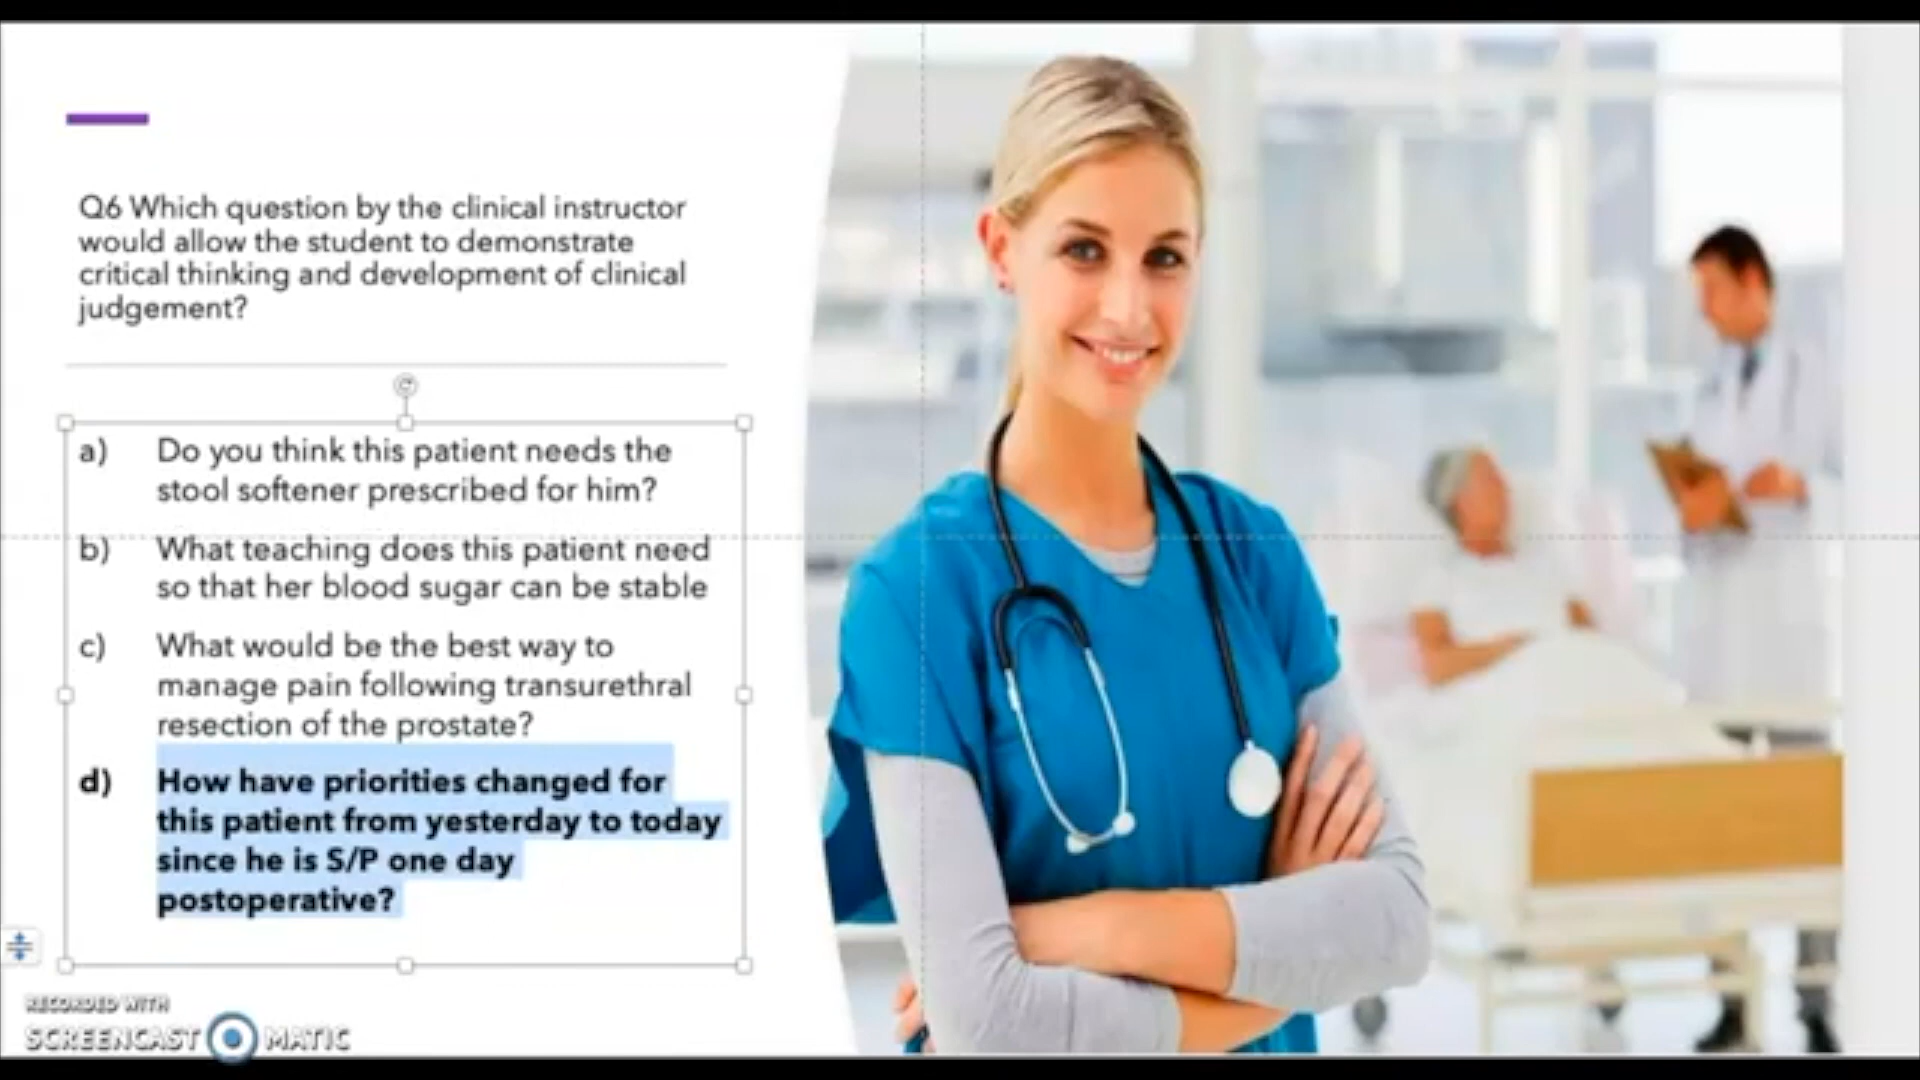 Q6 Which question by the clinical instructor
would allow the student to demonstrate
critical thinking and development of clinical
judgement?
a) Do you think this patient needs the
stool softener prescribed for him?
b) What teaching does this patient need
so that her blood sugar can be stable
c) What would be the best way to
manage pain following transurethral
resection of the prostate?
d) How have priorities changed for
this patient from yesterday to today
since he is S/P one day
postoperative?
RECORDED WITH
SCREENCAST MATIC